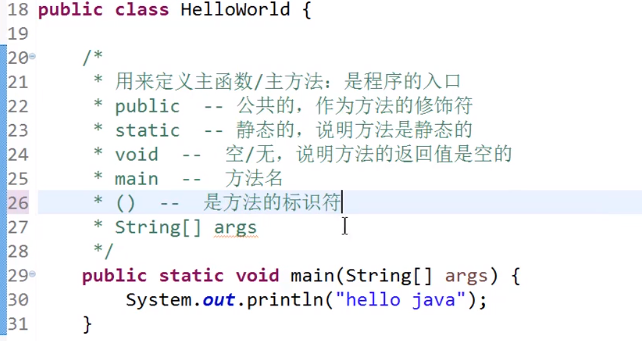 18 public class HelloWorld {
19
20 /*
21 * 用来定义主函数/主方法：是程序的入口
22 * public -- 公共的，作为方法的修饰符
23 * static -- 静态的，说明方法是静态的
24 * void -- 空/无，说明方法的返回值是空的
25 * main -- 方法名
26 * () -- 是方法的标识符
27 * String[] args
28 */
29 public static void main(String[] args) {
30 System.out.println("hello java");
31 }